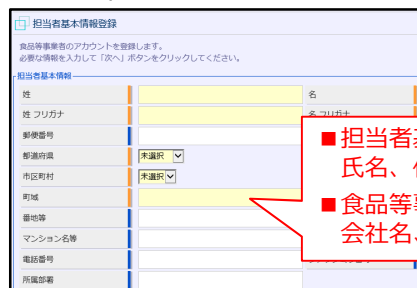 担当者基本情報登録
食品等事業者のアカウントを登録します。
必要な情報を入力して「次へ」ボタンをクリックしてください。
担当者基本情報
姓 名
姓 フリガナ
郵便番号
都道府県 未選択
市区町村 未選択
町域
番地等
マンション名等
電話番号
所属部署
■担当者
氏名、
■食品等
会社名、